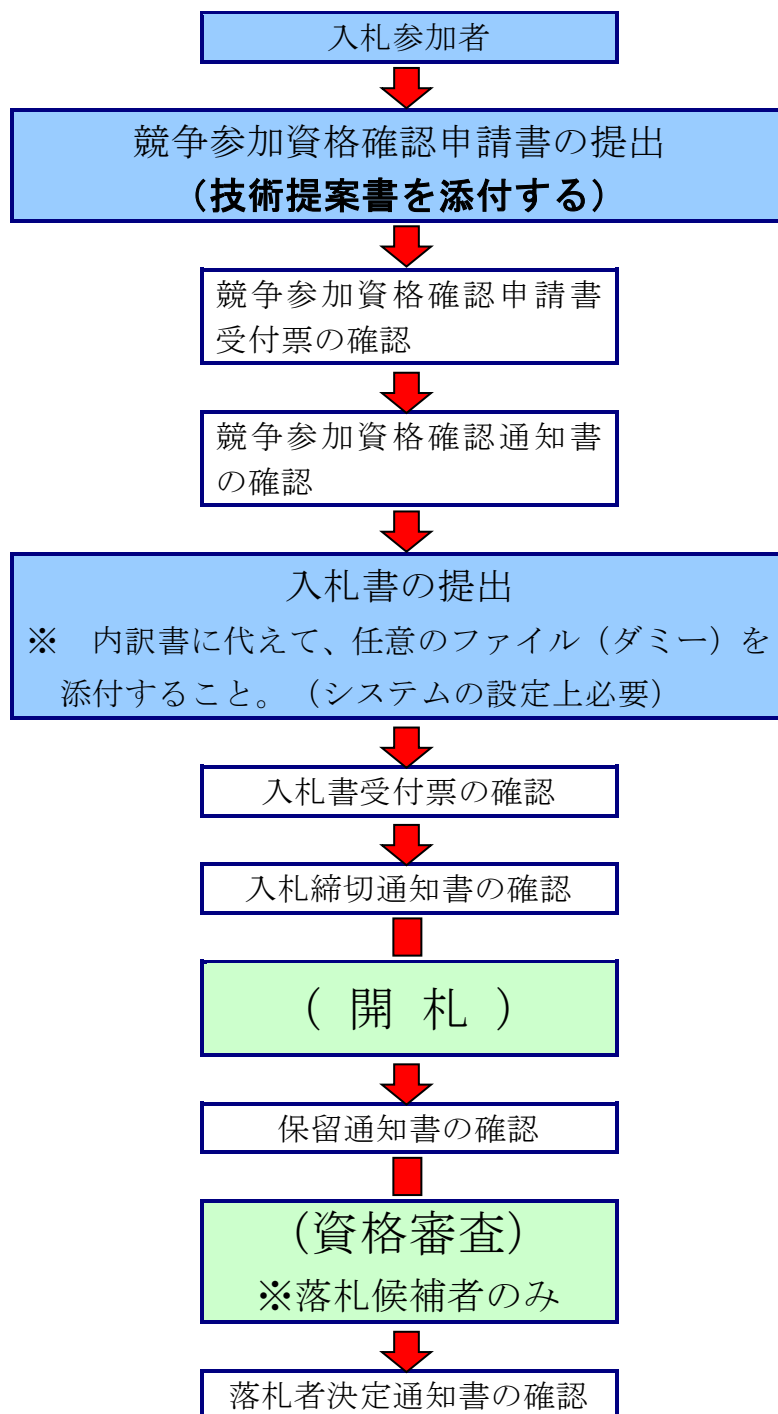 入札参加者
競争参加資格確認申請書の提出
（技術提案書を添付する）
競争参加資格確認申請書
受付票の確認
競争参加資格確認通知書
の確認
入札書の提出
※　内訳書に代えて、任意のファイル（ダミー）を
添付すること。（システムの設定上必要）
入札書受付票の確認
入札締切通知書の確認
（ 開 札 ）
保留通知書の確認
（資格審査）
※落札候補者のみ
落札者決定通知書の確認